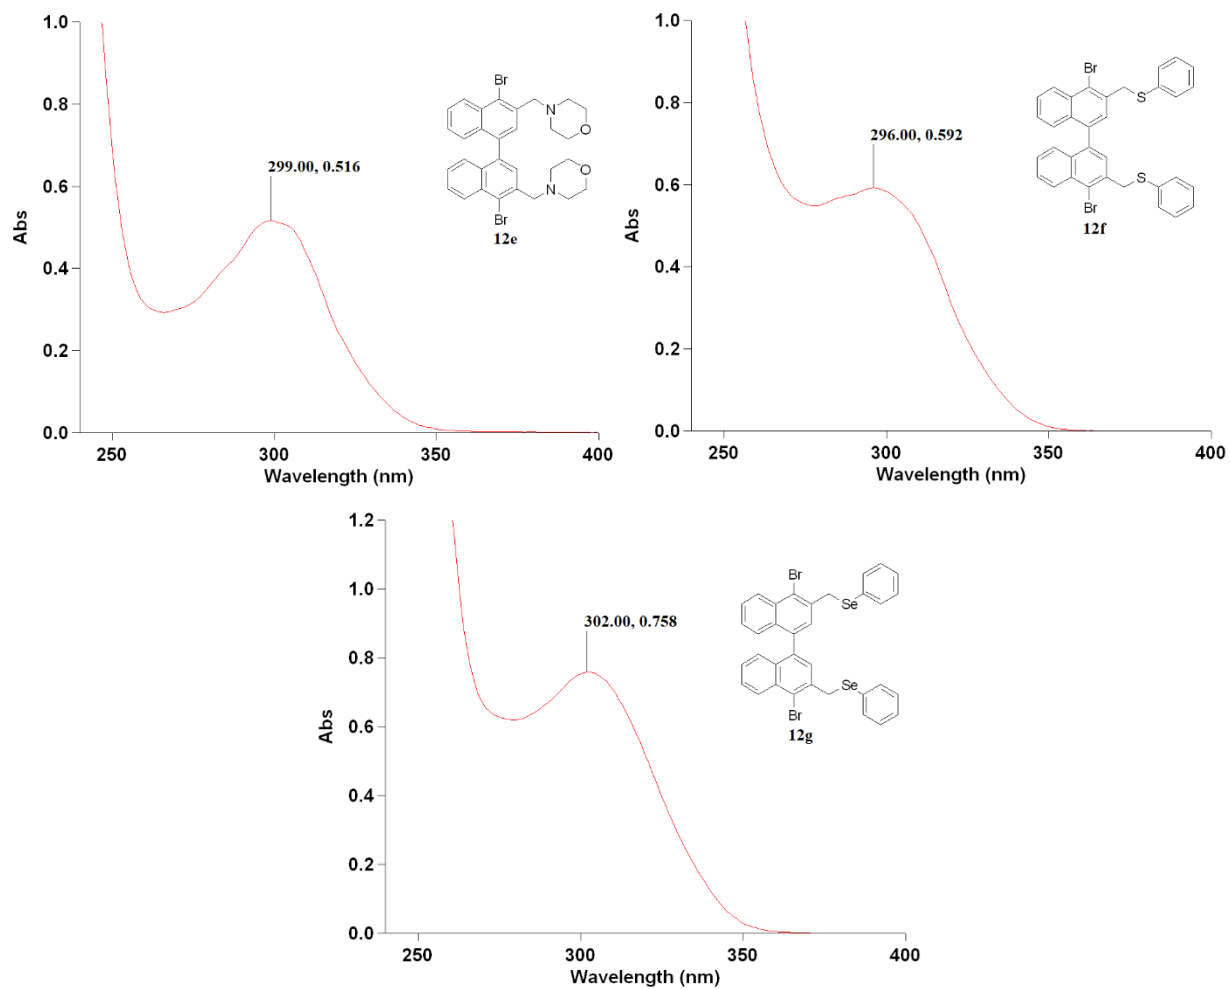 1.0
0.8
0.6
0.4
0.2
0.0
Abs
250
300
350
400
Wavelength (nm)
299.00, 0.516
Br
N
O
O
N
Br
12e
1.0
0.8
0.6
0.4
0.2
0.0
Abs
250
300
350
400
Wavelength (nm)
296.00, 0.592
Br
S
S
Br
12f
1.2
1.0
0.8
0.6
0.4
0.2
0.0
Abs
250
300
350
400
Wavelength (nm)
302.00, 0.758
Br
Se
Se
Br
12g